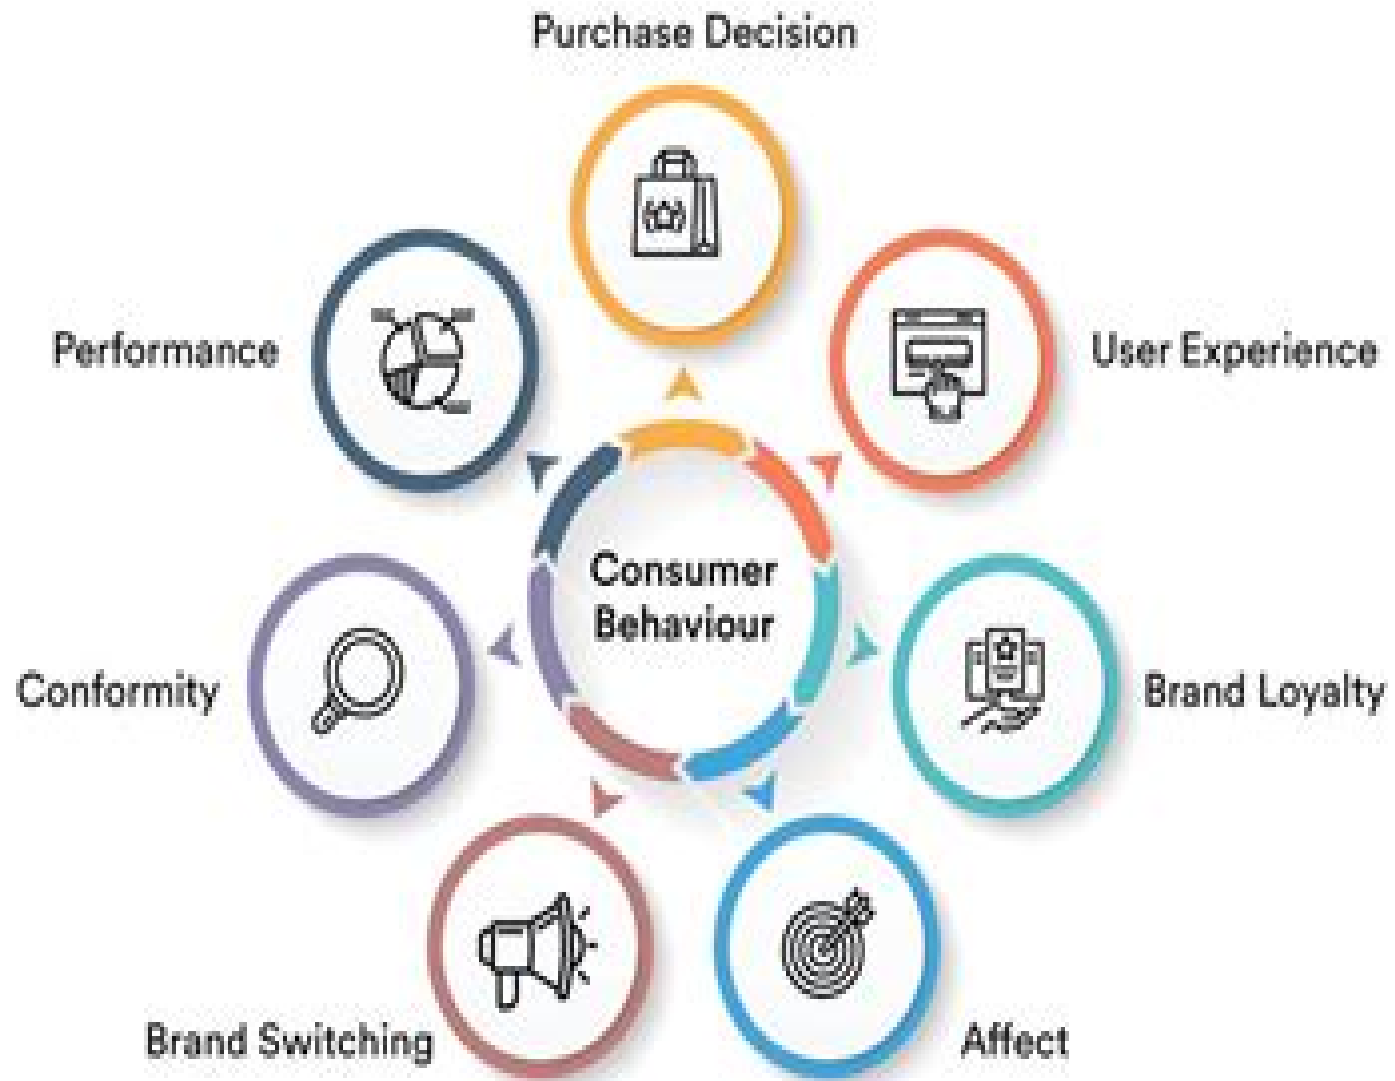 Purchase Decision
Performance
User Experience
Consumer
Behaviour
Conformity
Brand Loyalty
Brand Switching
Affect